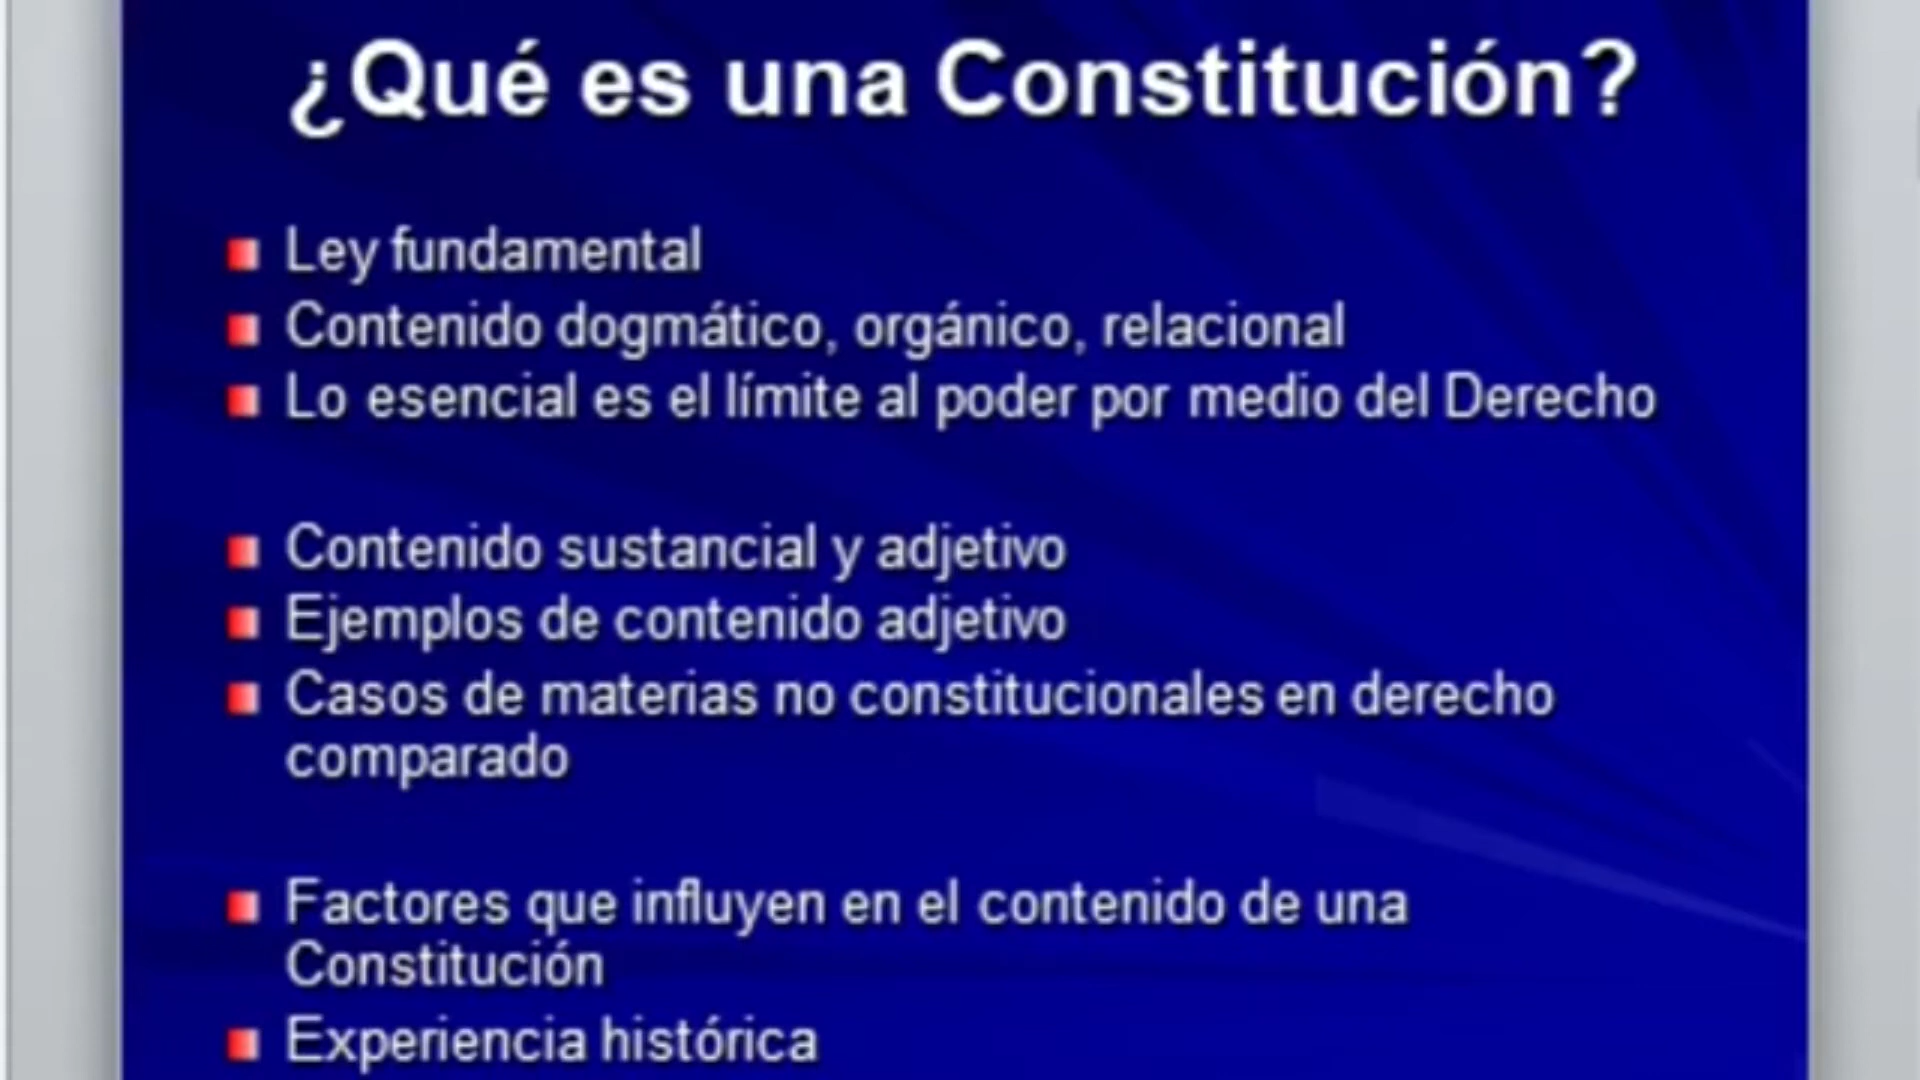 ¿Qué es una Constitución?
Ley fundamental
Contenido dogmático, orgánico, relacional
Lo esencial es el límite al poder por medio del Derecho
Contenido sustancial y adjetivo
Ejemplos de contenido adjetivo
Casos de materias no constitucionales en derecho
comparado
Factores que influyen en el contenido de una
Constitución
Experiencia histórica